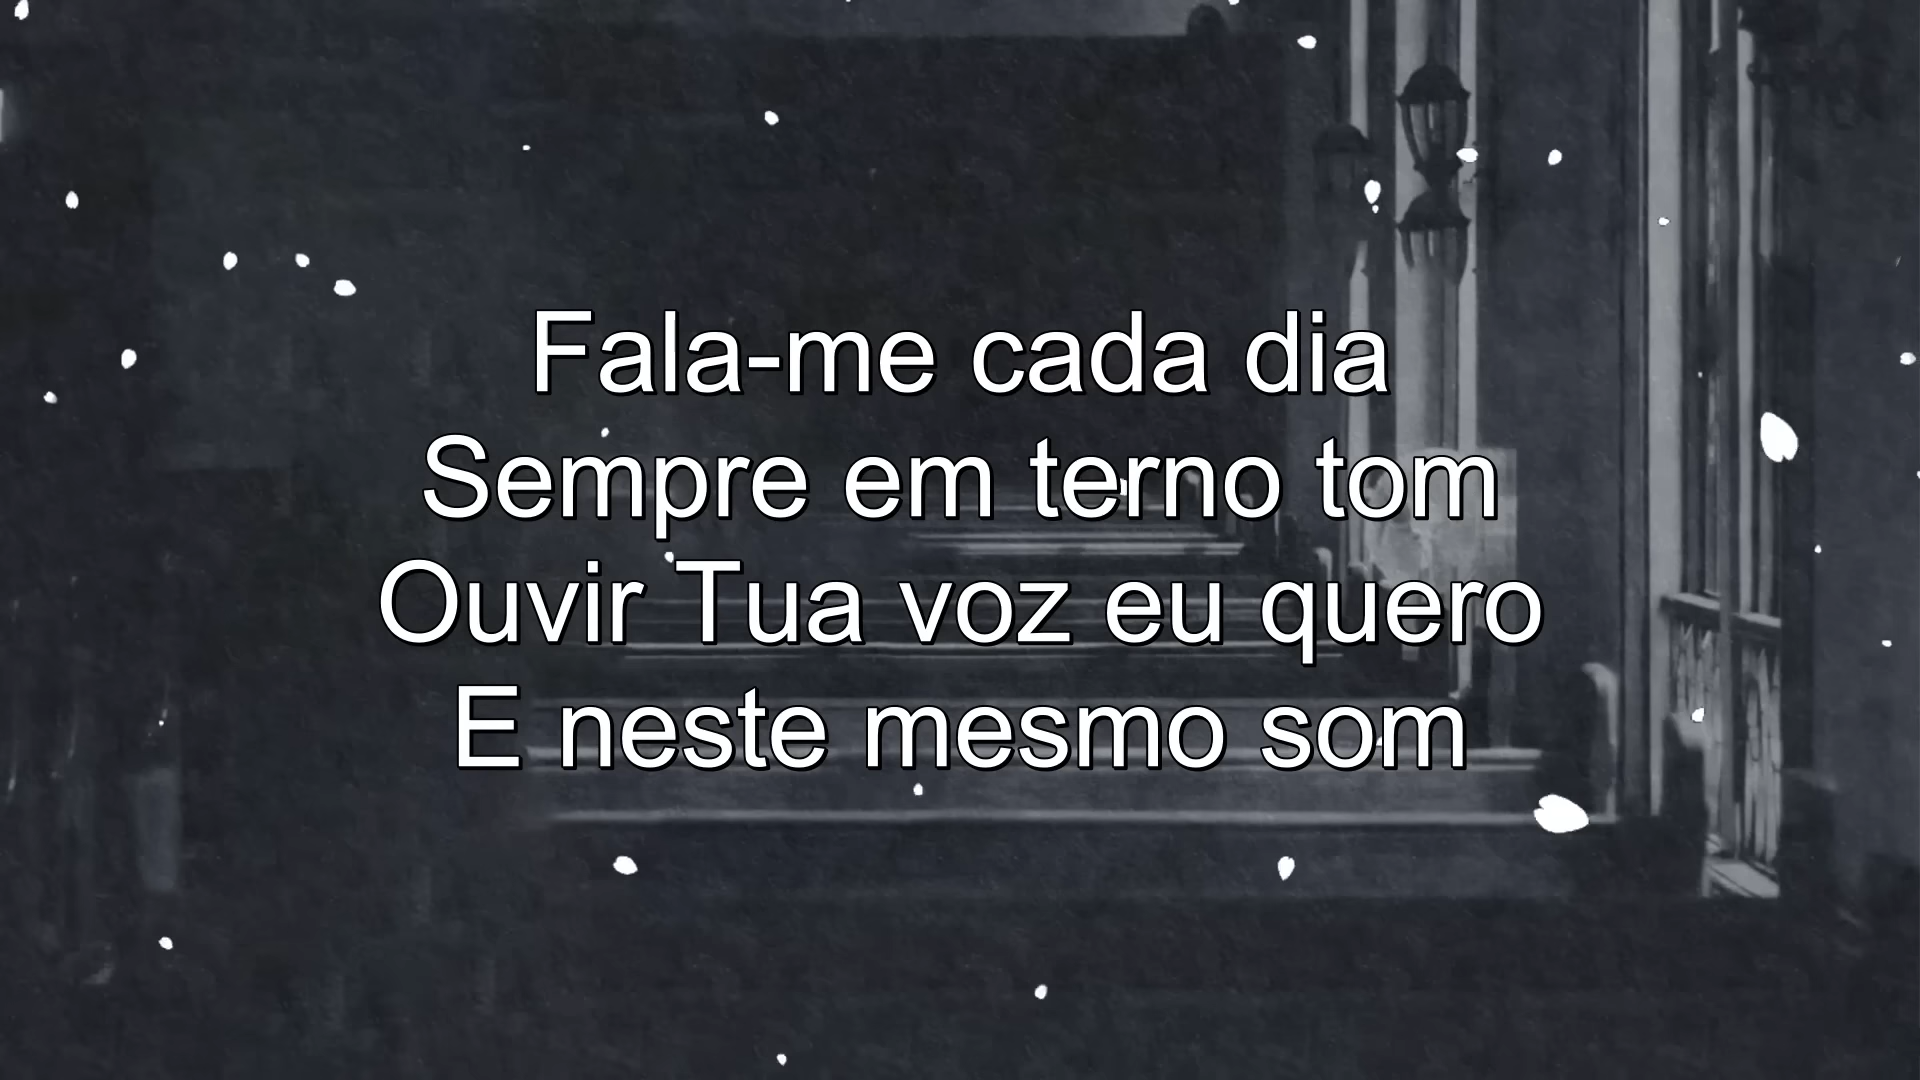 Fala-me cada dia
Sempre em terno tom
Ouvir Tua voz eu quero
E neste mesmo som